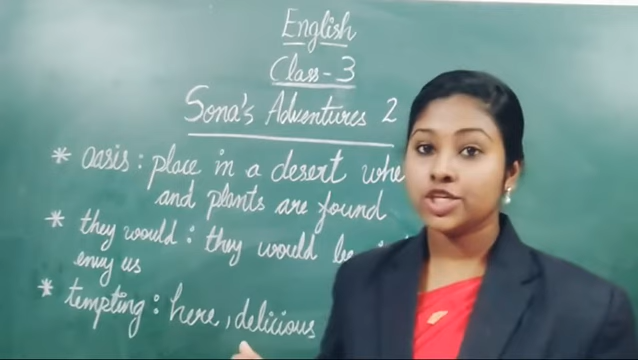 English
Class-3
Sona's Adventures 2
* oasis : place in a desert whe
and plants are found
* they would : they would be
envy us
* tempting : here, delicious